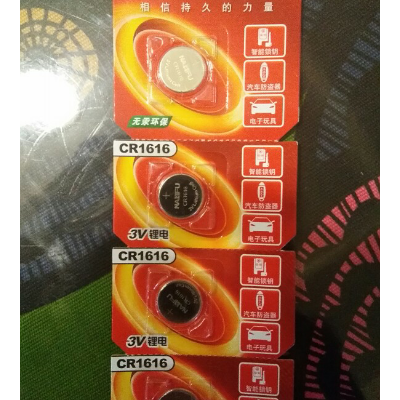 相信持久的力量
智能锁钥
汽车防盗器
电子玩具
无汞环保
CR1616
NAIFU
CR1616
3V锂电
智能锁钥
汽车防盗器
电子玩具
CR1616
3V锂电
智能锁钥
汽车防盗器
电子玩具
CR1616
智能锁钥